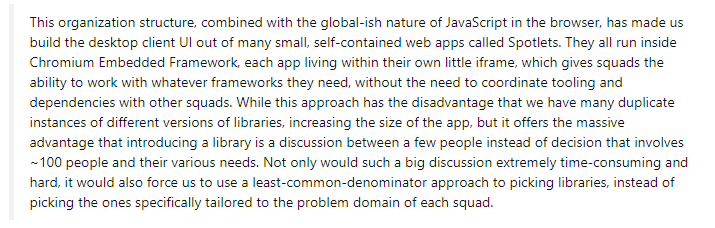 This organization structure, combined with the global-ish nature of JavaScript in the browser, has made us
build the desktop client UI out of many small, self-contained web apps called Spotlets. They all run inside
Chromium Embedded Framework, each app living within their own little iframe, which gives squads the
ability to work with whatever frameworks they need, without the need to coordinate tooling and
dependencies with other squads. While this approach has the disadvantage that we have many duplicate
instances of different versions of libraries, increasing the size of the app, but it offers the massive
advantage that introducing a library is a discussion between a few people instead of decision that involves
~100 people and their various needs. Not only would such a big discussion extremely time-consuming and
hard, it would also force us to use a least-common-denominator approach to picking libraries, instead of
picking the ones specifically tailored to the problem domain of each squad.